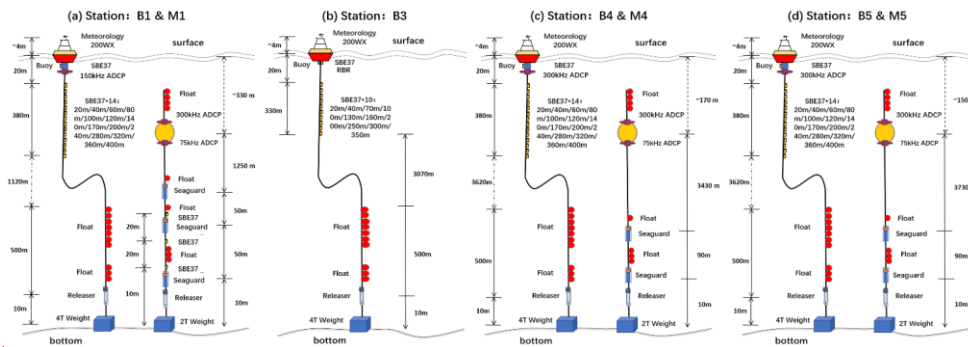 (a) Station: B1 & M1
~4m
Meteorology
200WX
surface
Buoy
SBE37
150kHz ADCP
20m
SBE37*14:
20m/40m/60m/80
m/100m/120m/14
0m/170m/200m/2
40m/280m/320m/
360m/400m
380m
Float
~330 m
300kHz ADCP
75kHz ADCP
1250 m
1120m
Float
Seaguard
Float
SBE37
Seaguard
50m
20m
SBE37
Float
20m
50m
SBE37
Seaguard
Float
500m
Float
Releaser
Releaser
10m
10m
10m
4T Weight
2T Weight
bottom
(b) Station: B3
~4m
Meteorology
200WX
Buoy
SBE37
RBR
20m
SBE37*10:
20m/40m/70m/10
0m/130m/160m/2
00m/250m/300m/
350m
330m
3070m
Float
500m
Float
Releaser
10m
4T Weight
bottom
(c) Station: B4 & M4
~4m
Meteorology
200WX
surface
Buoy
SBE37
300kHz ADCP
20m
SBE37*14:
20m/40m/60m/80
m/100m/120m/14
0m/170m/200m/2
40m/280m/320m/
360m/400m
380m
Float
~170 m
300kHz ADCP
75kHz ADCP
3620m
3430 m
Float
Seaguard
Float
90m
Seaguard
Float
500m
Float
Releaser
Releaser
10m
10m
4T Weight
2T Weight
bottom
(d) Station: B5 & M5
~4m
Meteorology
200WX
surface
Buoy
SBE37
300kHz ADCP
20m
SBE37*14:
20m/40m/60m/80
m/100m/120m/14
0m/170m/200m/2
40m/280m/320m/
360m/400m
380m
Float
300kHz ADCP
75kHz ADCP
3620m
Float
Seaguard
Float
90m
Seaguard
Float
500m
Float
Releaser
Releaser
10m
10m
4T Weight
2T Weight
bottom